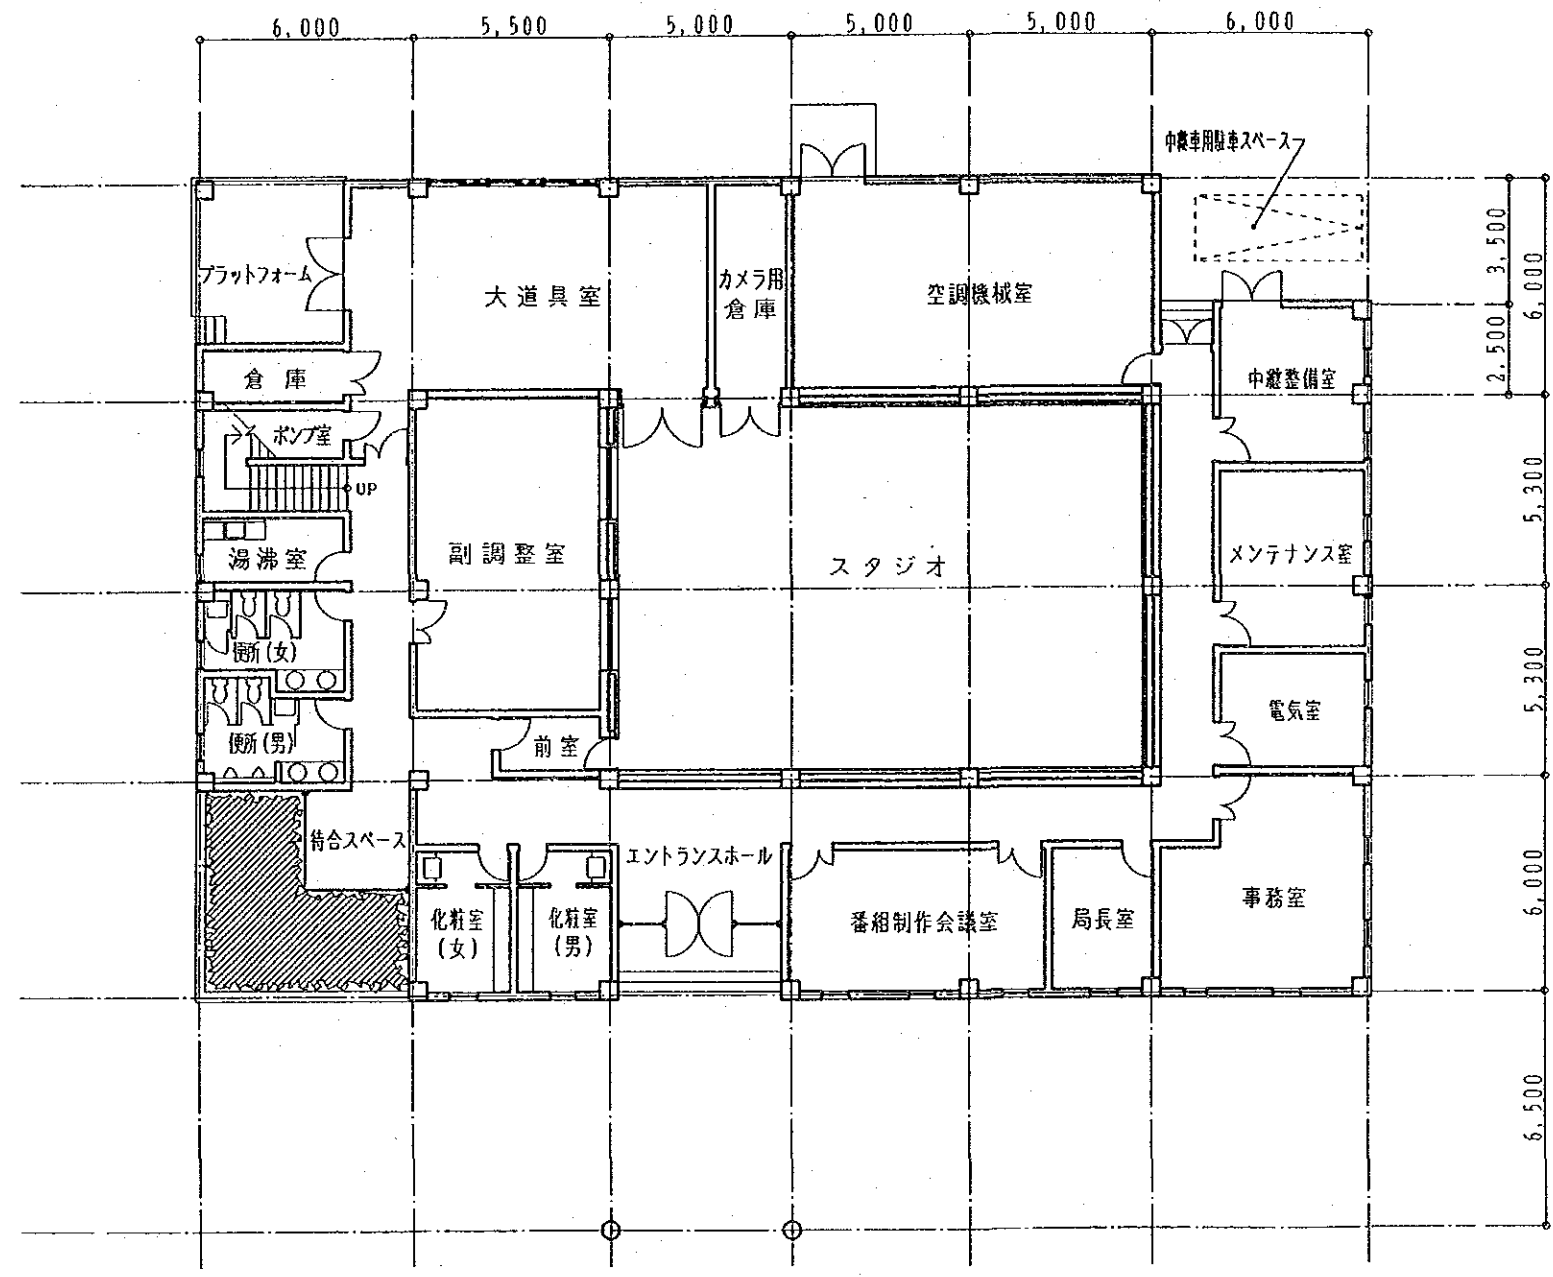 6,000
5,500
5,000
5,000
5,000
6,000
中継車用駐車スペース
3,500
6,000
2,500
プラットフォーム
大道具室
カメラ用
倉庫
空調機械室
倉庫
中継整備室
ポンプ室
UP
5,300
湯沸室
副調整室
スタジオ
メンテナンス室
便所(女)
5,300
電気室
便所(男)
前室
待合スペース
エントランスホール
化粧室
(女)
化粧室
(男)
番組制作会議室
局長室
事務室
6,000
6,500